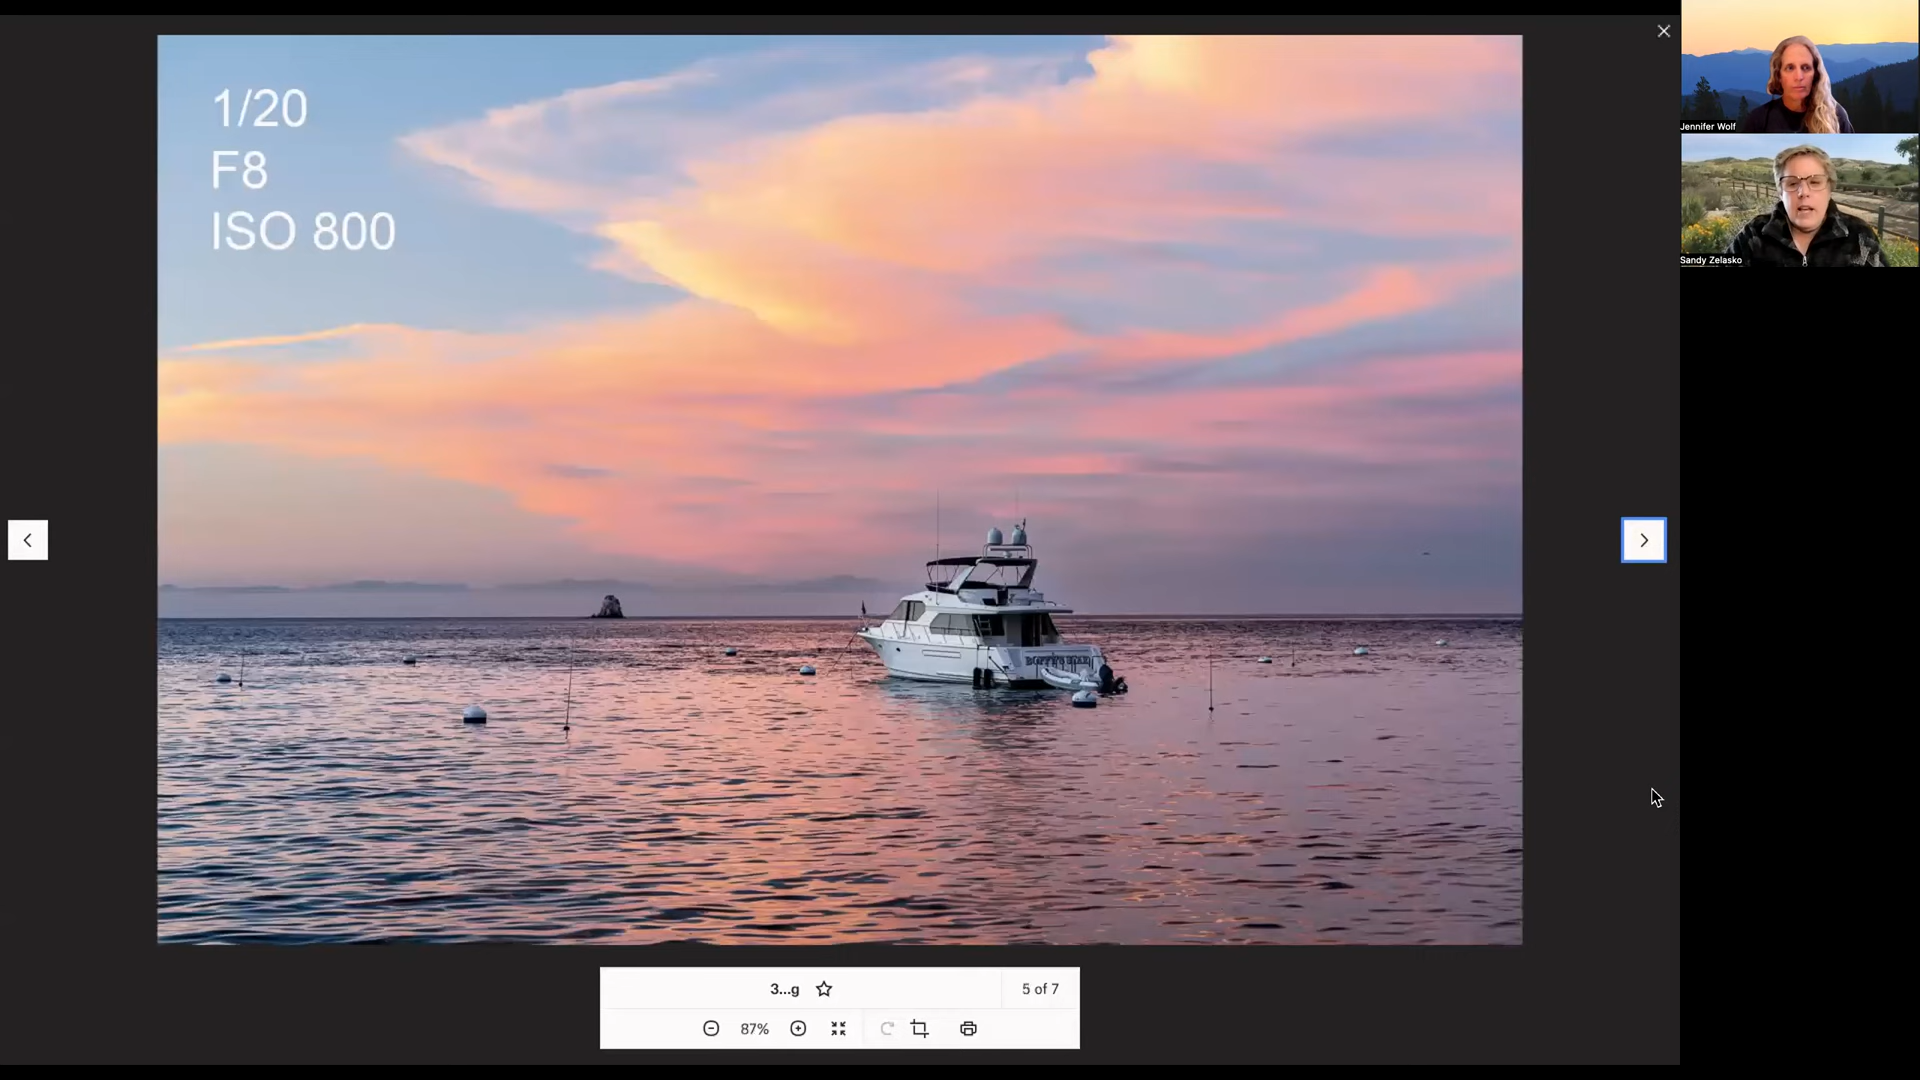 1/20
F8
ISO 800
Jennifer Wolf
Sandy Zelasko
3...g
5 of 7
87%